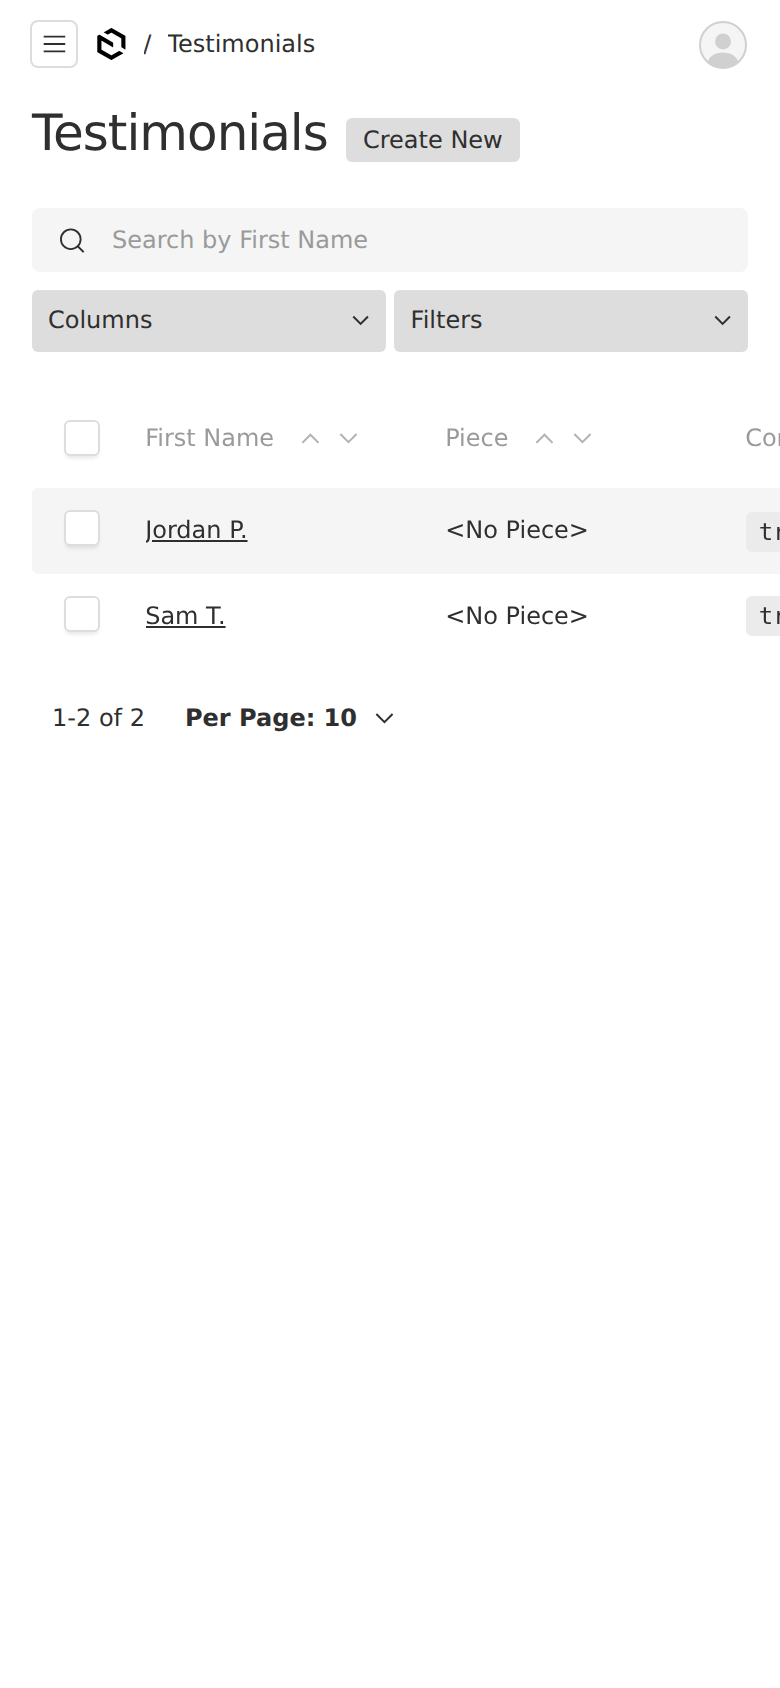 / Testimonials
Testimonials Create New
Search by First Name
Columns Filters
First Name Piece
Jordan P. <No Piece>
Sam T. <No Piece>
1-2 of 2 Per Page: 10